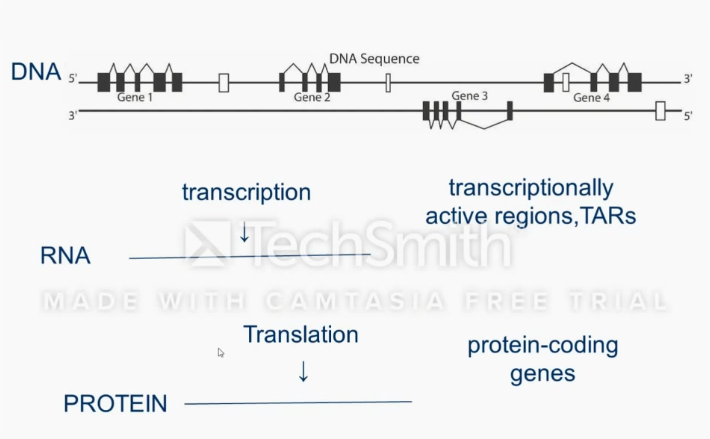 DNA Sequence
DNA 5' 3'
Gene 1 Gene 2 Gene 3 Gene 4
3' 5'
transcription
transcriptionally
active regions,TARs
TechSmith
RNA
MADE WITH CAMTASIA FREE TRIAL
Translation
protein-coding
genes
PROTEIN